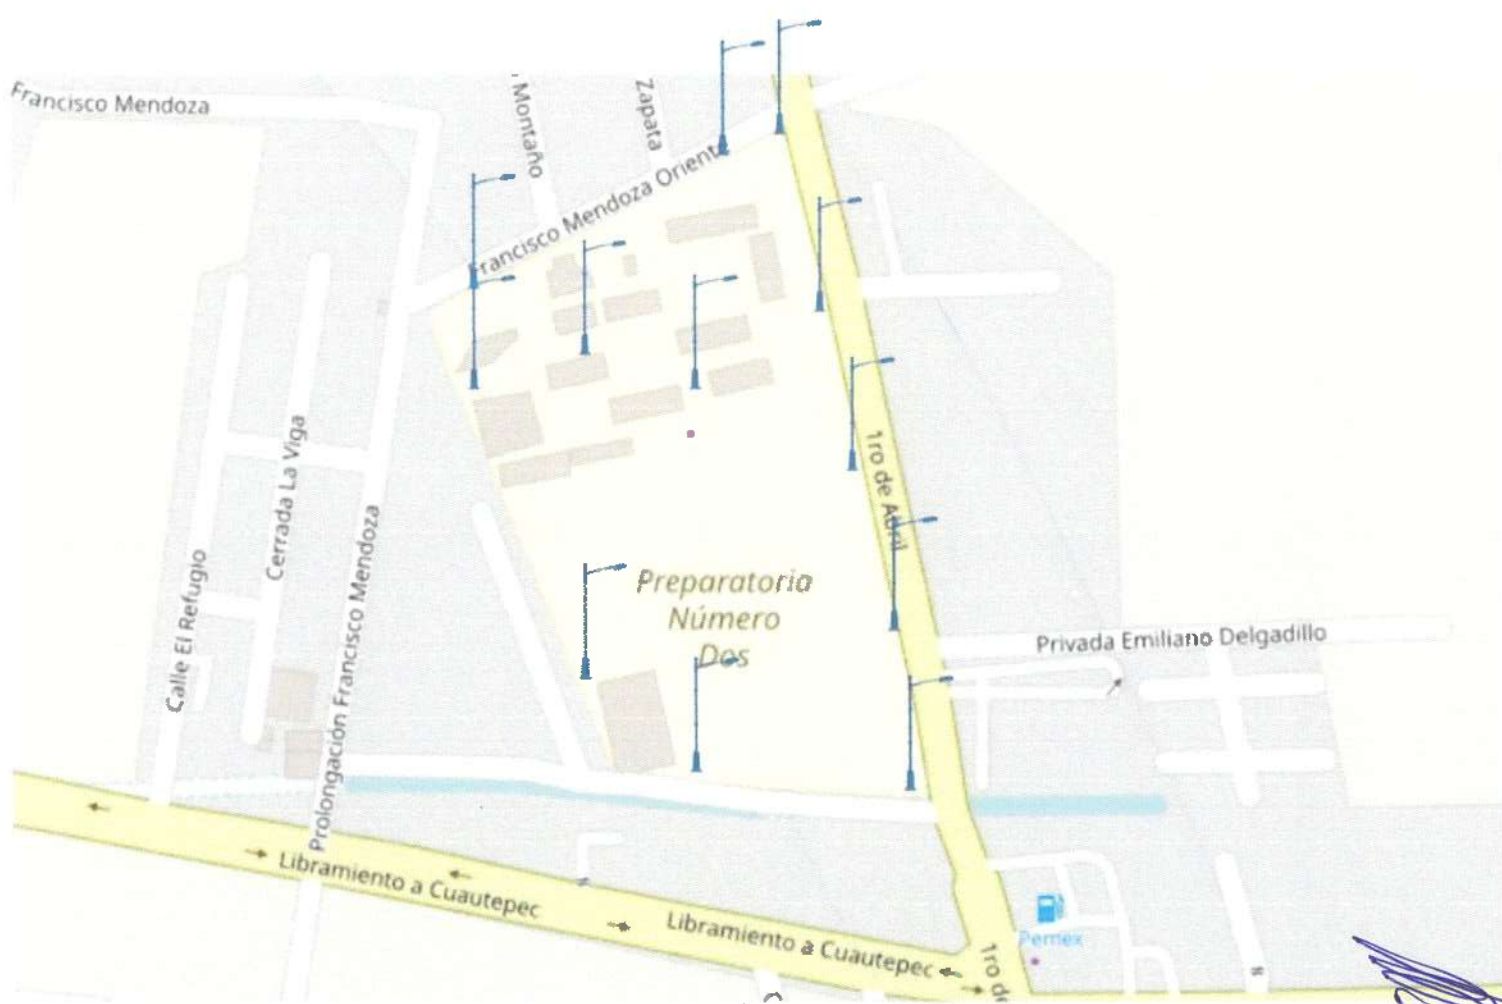 Francisco Mendoza
Montaño
Zapata
Francisco Mendoza Oriente
1ro de Abril
Cerrada La Viga
Calle El Refugio
Prolongación Francisco Mendoza
Preparatoria
Número
Dos
Privada Emiliano Delgadillo
Libramiento a Cuautepec
Libramiento a Cuautepec
Pemex
1ro de